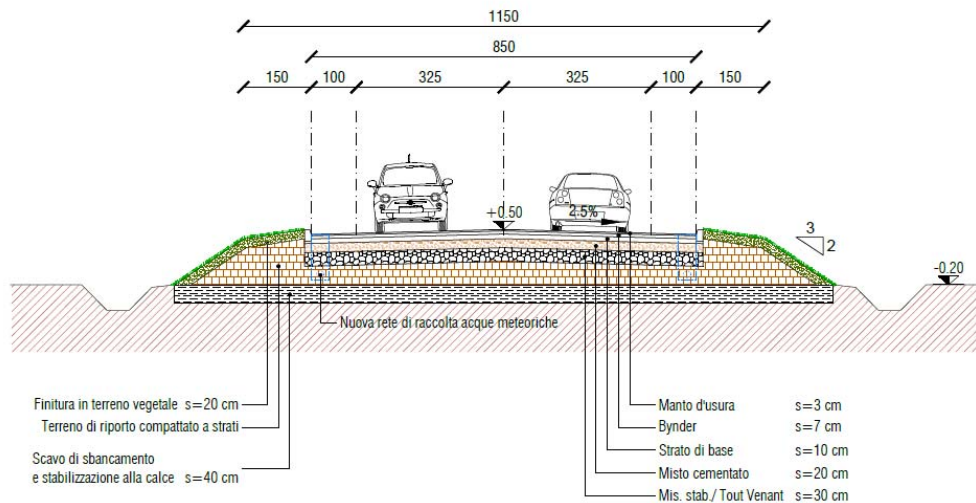 1150
850
150 100 325 325 100 150
+0.50
2.5%
3
2
-0.20
Nuova rete di raccolta acque meteoriche
Finitura in terreno vegetale s=20 cm
Terreno di riporto compattato a strati
Scavo di sbancamento
e stabilizzazione alla calce s=40 cm
Manto d'usura s=3 cm
Bynder s=7 cm
Strato di base s=10 cm
Misto cementato s=20 cm
Mis. stab./ Tout Venant s=30 cm